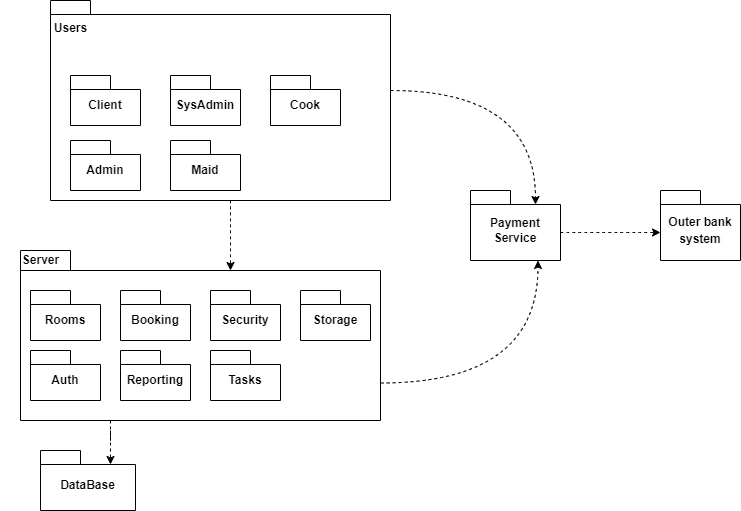 Users
Client
SysAdmin
Cook
Admin
Maid
Payment
Service
Outer bank
system
Server
Rooms
Booking
Security
Storage
Auth
Reporting
Tasks
DataBase